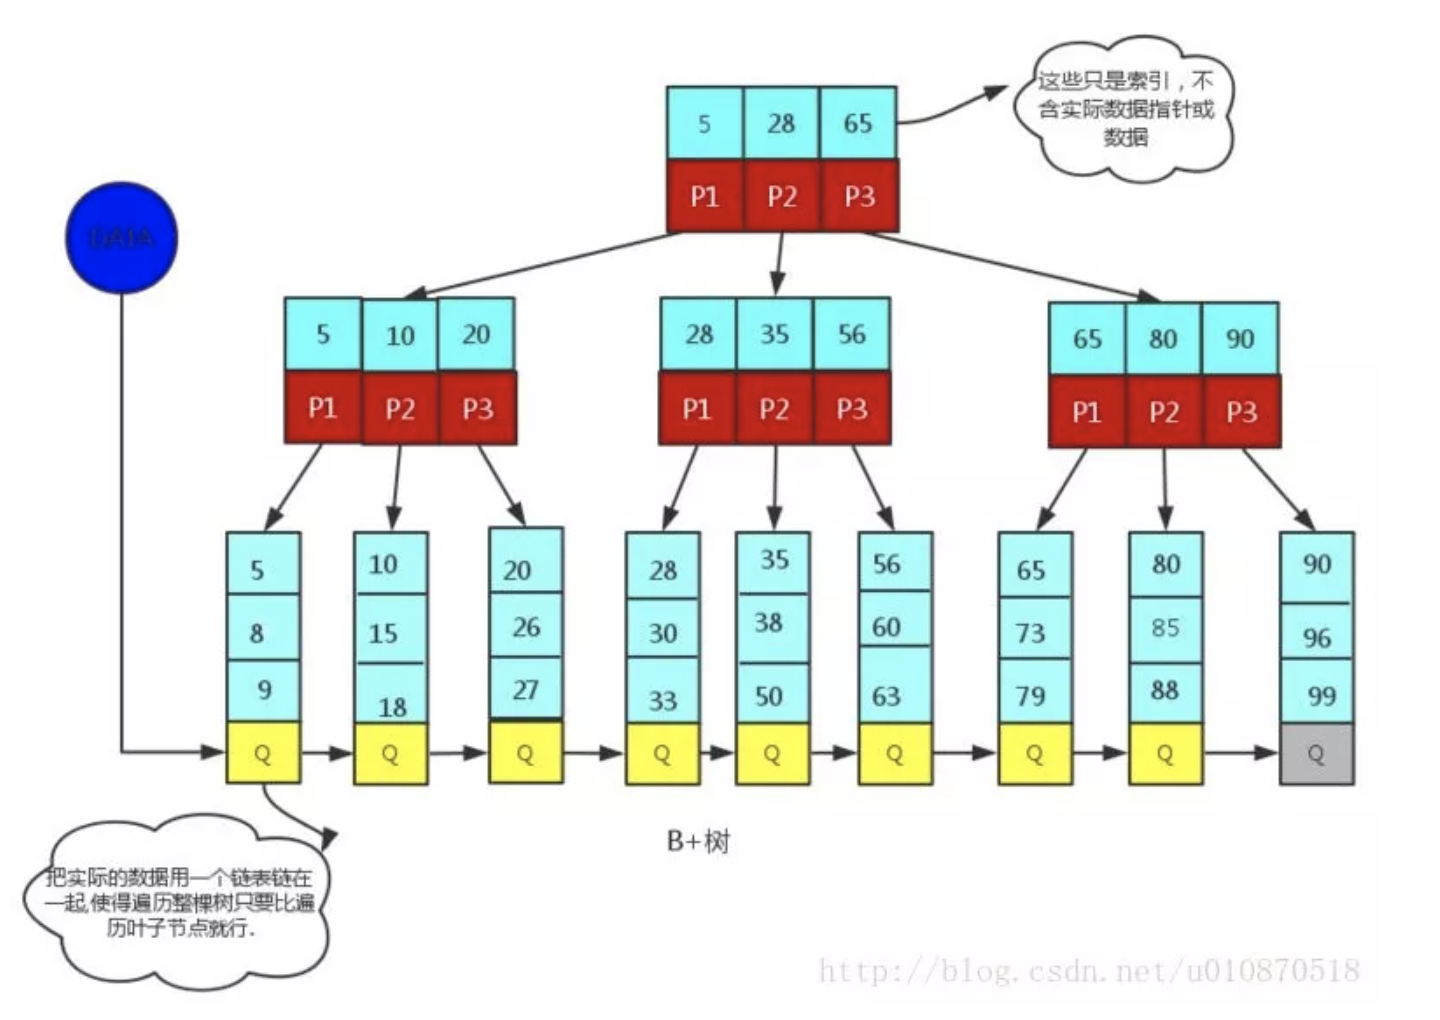 这些只是索引，不
含实际数据指针或
数据
5 28 65
P1 P2 P3
DATA
5 10 20
P1 P2 P3
28 35 56
P1 P2 P3
65 80 90
P1 P2 P3
5
8
9
Q
10
15
18
Q
20
26
27
Q
28
30
33
Q
35
38
50
Q
56
60
63
Q
65
73
79
Q
80
85
88
Q
90
96
99
Q
把实际的数据用一个链表链在
一起,使得遍历整棵树只要比遍
历叶子节点就行.
B+树
http://blog.csdn.net/u010870518